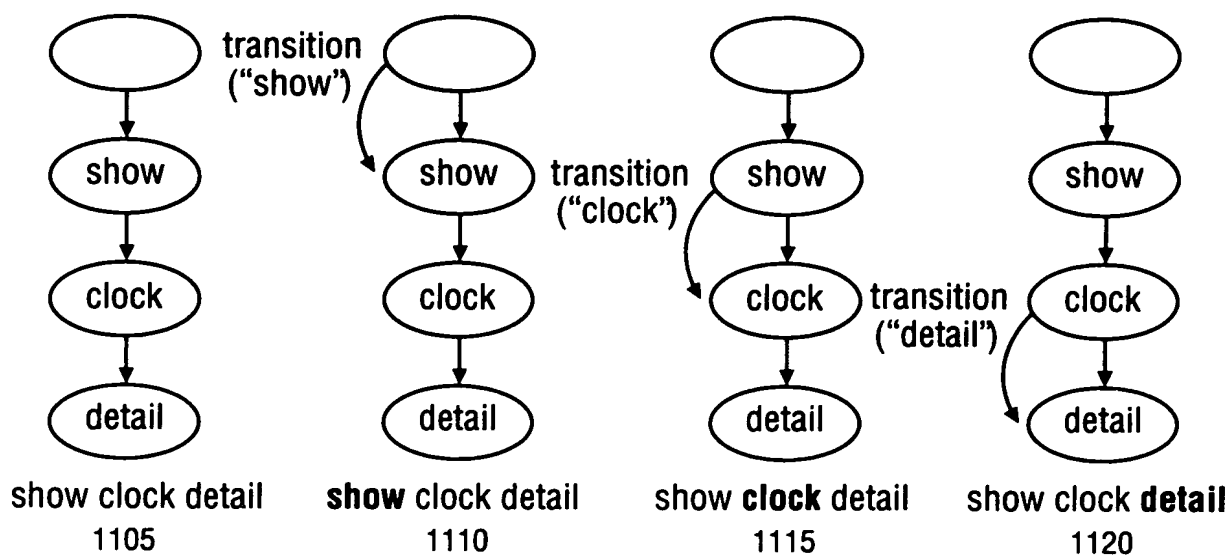 transition
(“show”)
show
clock
detail
show clock detail
1105
show
clock
detail
show clock detail
1110
transition
(“clock”)
show
clock
detail
show clock detail
1115
transition
(“detail”)
show
clock
detail
show clock detail
1120